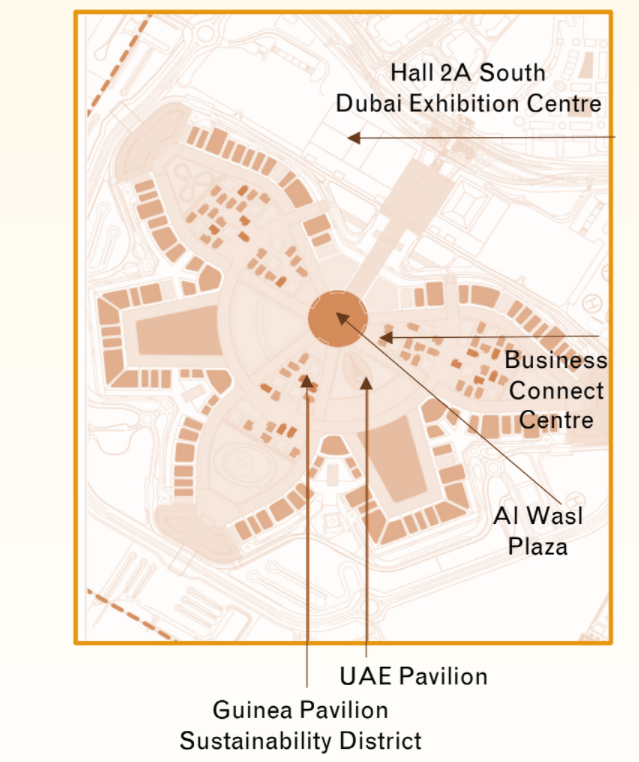 Hall 2A South
Dubai Exhibition Centre
Business
Connect
Centre
Al Wasl
Plaza
UAE Pavilion
Guinea Pavilion
Sustainability District